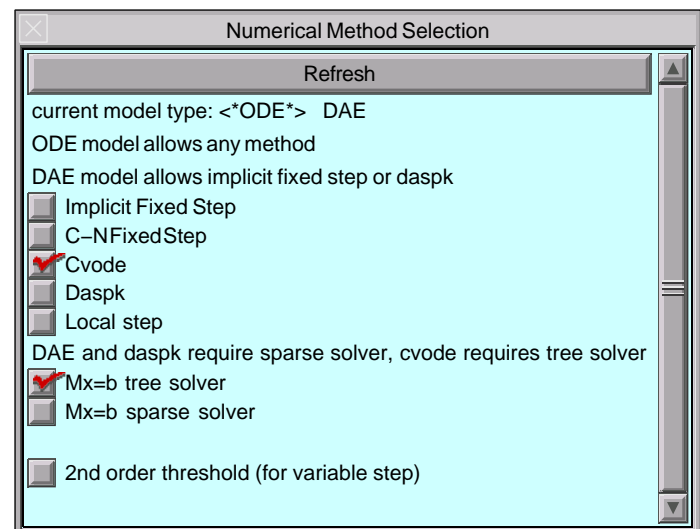 Numerical Method Selection
Refresh
current model type: <*ODE*> DAE
ODE model allows any method
DAE model allows implicit fixed step or daspk
Implicit Fixed Step
C−NFixedStep
Cvode
Daspk
Local step
DAE and daspk require sparse solver, cvode requires tree solver
Mx=b tree solver
Mx=b sparse solver
2nd order threshold (for variable step)